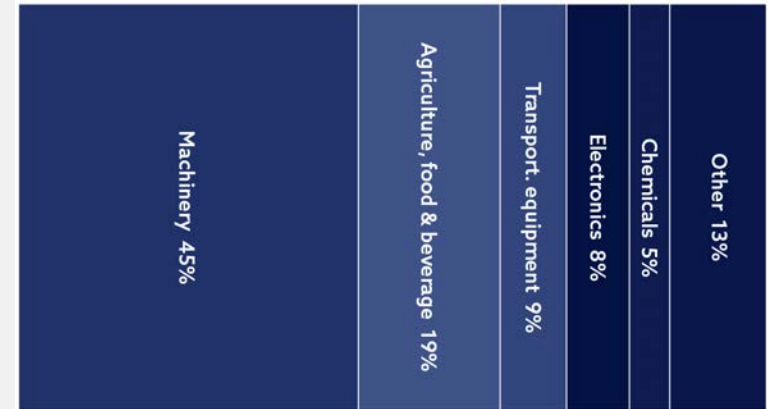 Machinery 45%
Agriculture, food & beverage 19%
Transport. equipment 9%
Electronics 8%
Chemicals 5%
Other 13%